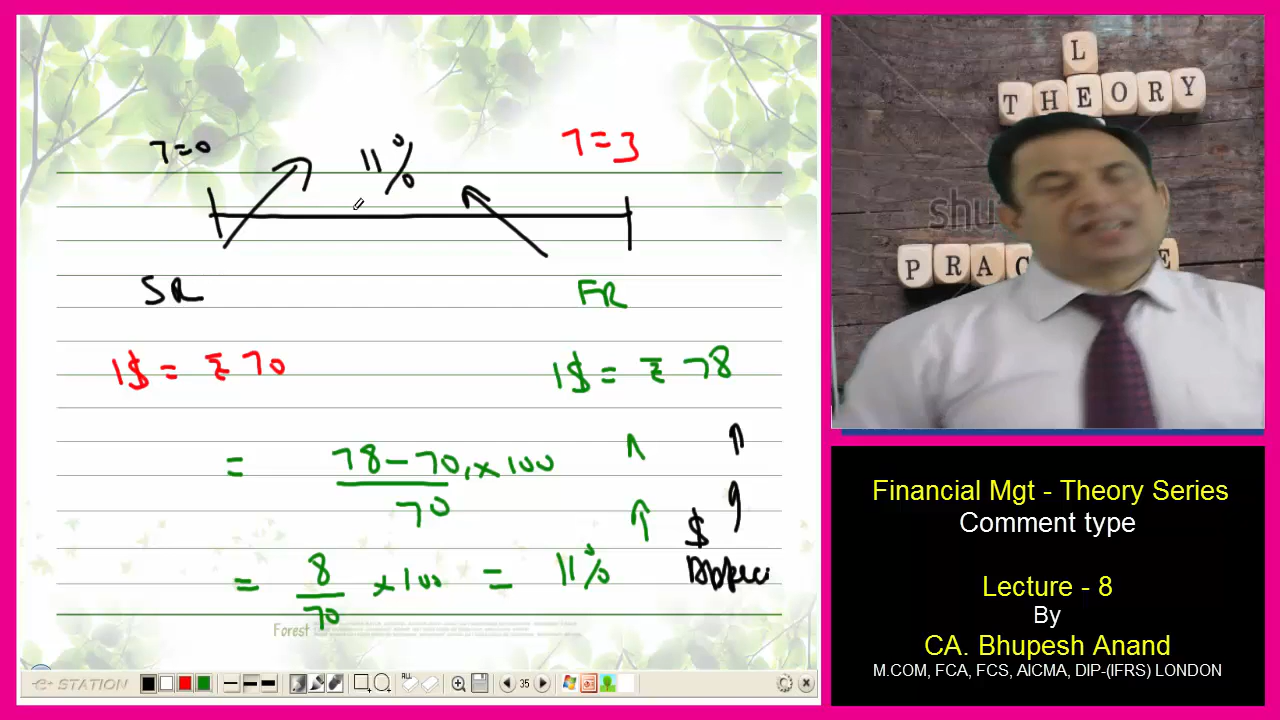 T=0
11%
T=3
SR
FR
1$ = ₹ 70
1$ = ₹ 78
= 78-70 x 100
70
$
= 8 x 100 = 11%
70
Forest
e-STATION
35
L
THEORY
shu
PRAC E
Financial Mgt - Theory Series
Comment type
Lecture - 8
By
CA. Bhupesh Anand
M.COM, FCA, FCS, AICMA, DIP-(IFRS) LONDON